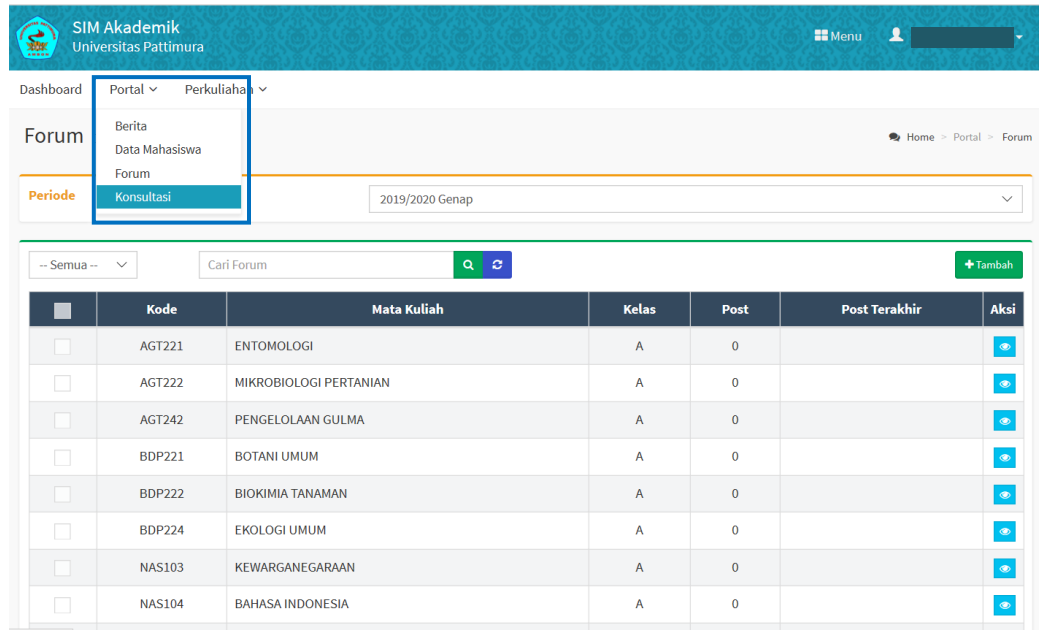 SIM Akademik
Universitas Pattimura
Menu
Dashboard Portal Perkuliahan
Berita
Data Mahasiswa
Forum
Konsultasi
Forum
Home > Portal > Forum
Periode
2019/2020 Genap
-- Semua --
Cari Forum
+ Tambah
Kode Mata Kuliah Kelas Post Post Terakhir Aksi
AGT221 ENTOMOLOGI A 0
AGT222 MIKROBIOLOGI PERTANIAN A 0
AGT242 PENGELOLAAN GULMA A 0
BDP221 BOTANI UMUM A 0
BDP222 BIOKIMIA TANAMAN A 0
BDP224 EKOLOGI UMUM A 0
NAS103 KEWARGANEGARAAN A 0
NAS104 BAHASA INDONESIA A 0